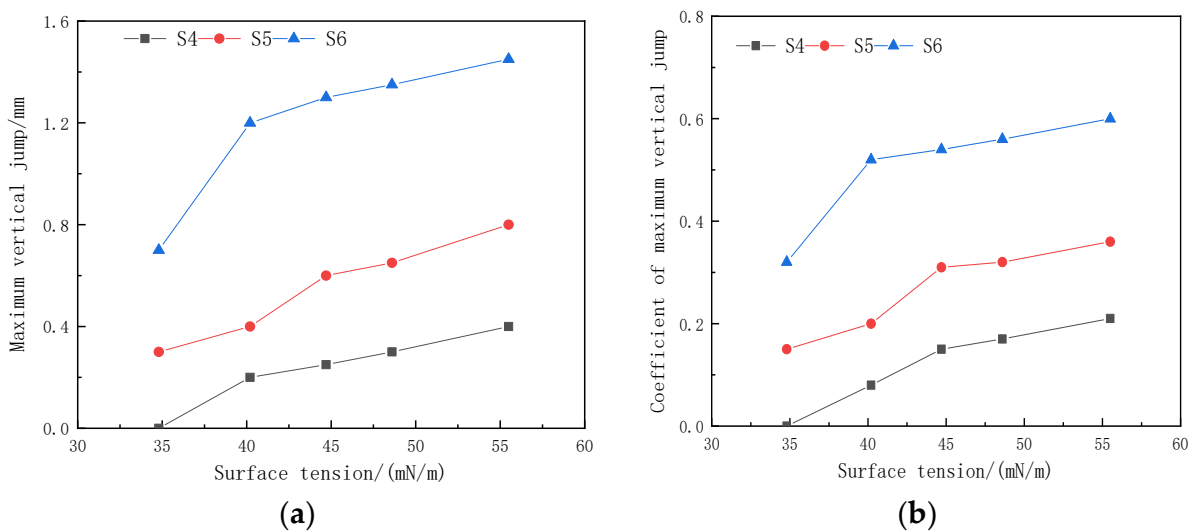 S4 S5 S6
Maximum vertical jump/mm
1.6
1.2
0.8
0.4
0.0
30 35 40 45 50 55 60
Surface tension/(mN/m)
(a)
S4 S5 S6
Coefficient of maximum vertical jump
0.8
0.6
0.4
0.2
0.0
30 35 40 45 50 55 60
Surface tension/(mN/m)
(b)